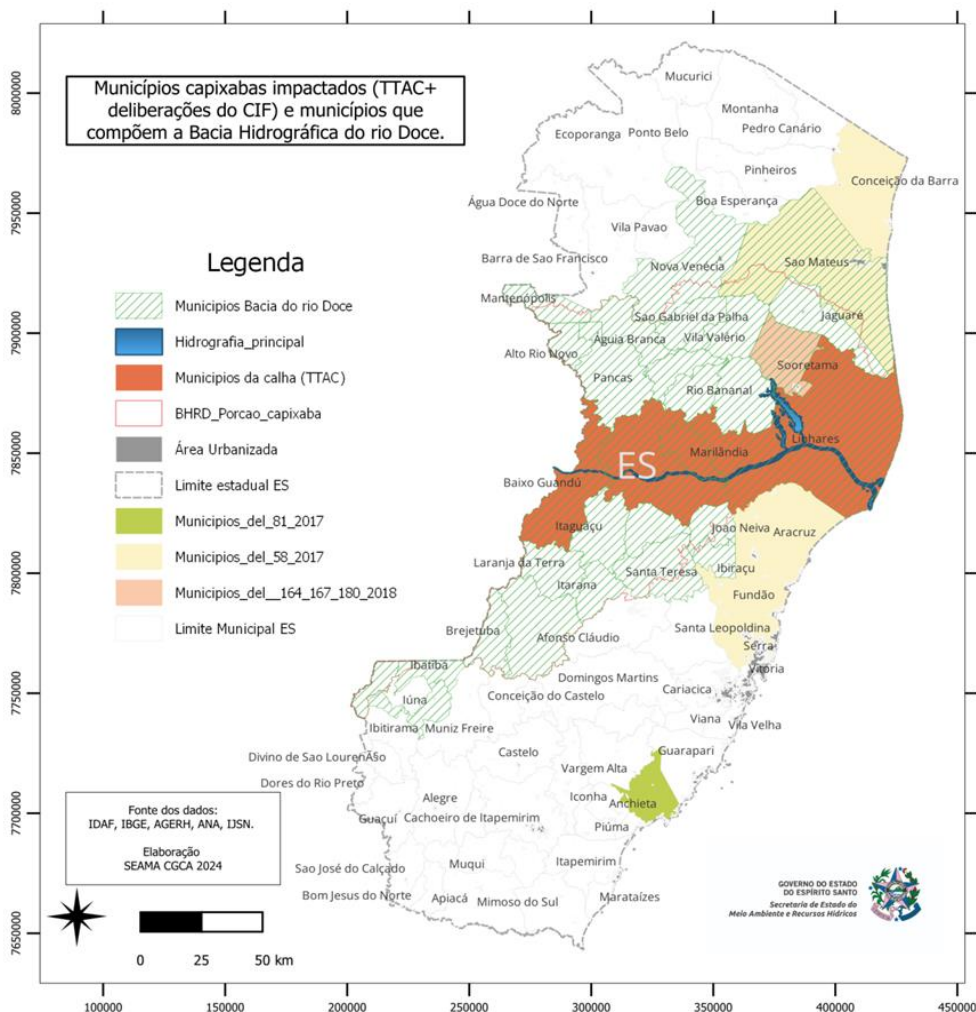 Municípios capixabas impactados (TTAC+
deliberações do CIF) e municípios que
compõem a Bacia Hidrográfica do rio Doce.
Legenda
Municipios Bacia do rio Doce
Hidrografia_principal
Municipios da calha (TTAC)
BHRD_Porcao_capixaba
Área Urbanizada
Limite estadual ES
Municipios_del_81_2017
Municipios_del_58_2017
Municipios_del__164_167_180_2018
Limite Municipal ES
Mucurici
Montanha
Ecoporanga
Ponto Belo
Pedro Canário
Pinheiros
Conceição da Barra
Água Doce do Norte
Boa Esperança
Vila Pavao
Barra de Sao Francisco
Nova Venecia
Sao Mateus
Mantenópolis
Sao Gabriel da Palha
Jaguaré
Águia Branca
Vila Valério
Alto Rio Novo
Sooretama
Pancas
Rio Bananal
Marilândia
Linhares
ES
Baixo Guandú
Itaguaçu
Joao Neiva
Aracruz
Laranja da Terra
Santa Teresa
Ibiraçu
Itarana
Fundão
Brejetuba
Afonso Cláudio
Santa Leopoldina
Serra
Ibatiba
Vitória
Domingos Martins
Iúna
Conceição do Castelo
Cariacica
Ibitirama
Muniz Freire
Viana
Vila Velha
Divino de Sao LourenÃ§o
Castelo
Guarapari
Vargem Alta
Dores do Rio Preto
Alegre
Iconha
Anchieta
Guaçuí
Cachoeiro de Itapemirim
Piúma
Sao José do Calçado
Muqui
Itapemirim
Bom Jesus do Norte
Apiacá
Mimoso do Sul
Marataízes
Fonte dos dados:
IDAF, IBGE, AGERH, ANA, IJSN.
Elaboração
SEAMA CGCA 2024
0 25 50 km
GOVERNO DO ESTADO
DO ESPÍRITO SANTO
Secretaria de Estado do
Meio Ambiente e Recursos Hídricos
8000000
7950000
7900000
7850000
7800000
7750000
7700000
7650000
100000 150000 200000 250000 300000 350000 400000 450000